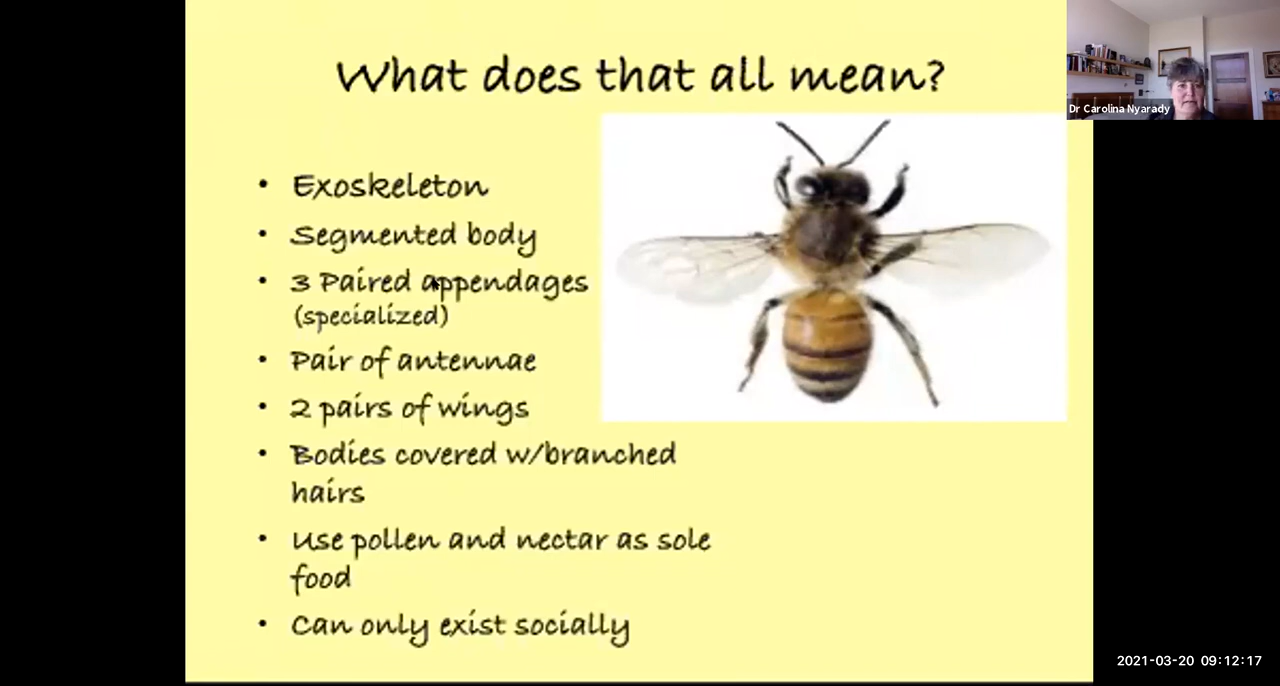 What does that all mean?
Dr Carolina Nyarady
• Exoskeleton
• Segmented body
• 3 Paired appendages
(specialized)
• Pair of antennae
• 2 pairs of wings
• Bodies covered w/branched
hairs
• Use pollen and nectar as sole
food
• Can only exist socially
2021-03-20 09:12:17